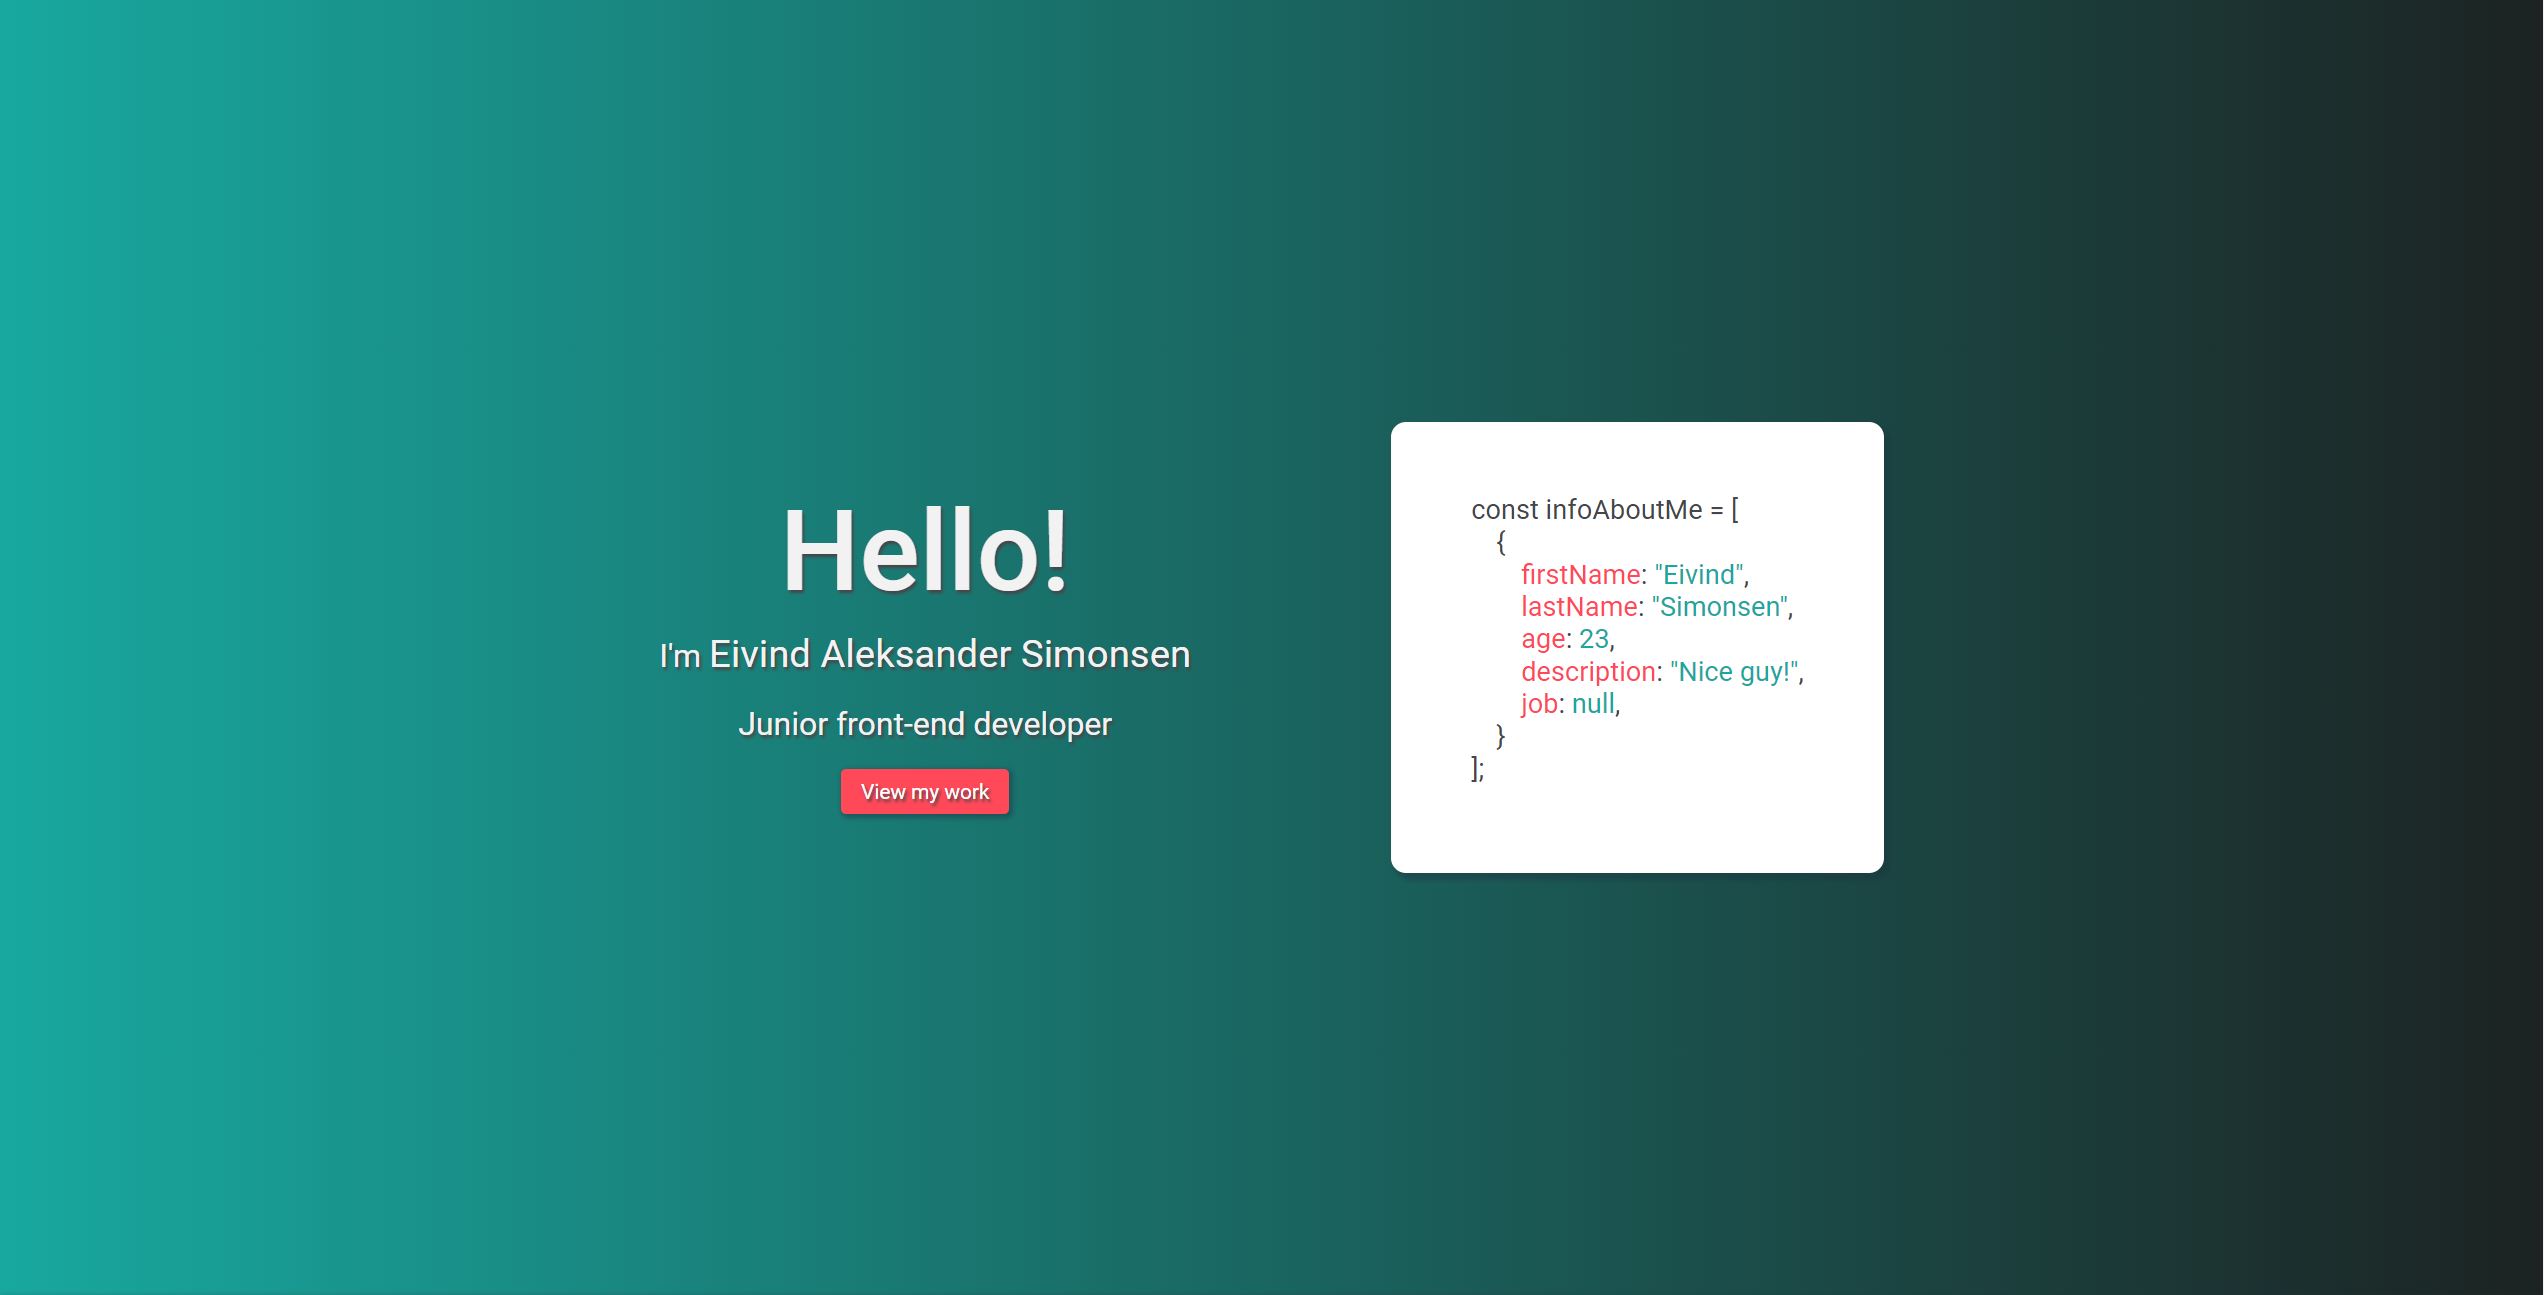 Hello!
I'm Eivind Aleksander Simonsen
Junior front-end developer
View my work
const infoAboutMe = [
{
firstName: "Eivind",
lastName: "Simonsen",
age: 23,
description: "Nice guy!",
job: null,
}
];